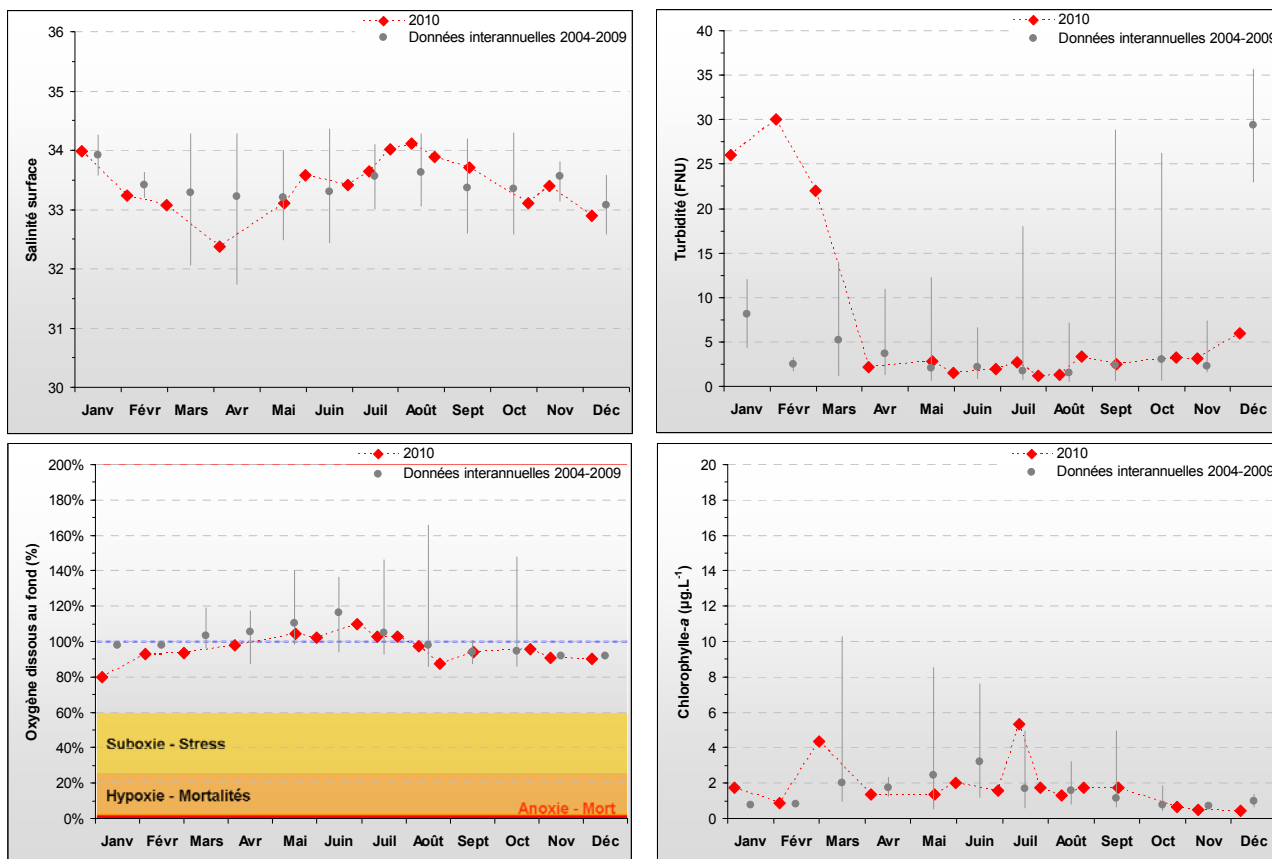 2010
Données interannuelles 2004-2009
Salinité surface
36
35
34
33
32
31
30
Janv Févr Mars Avr Mai Juin Juil Août Sept Oct Nov Déc
2010
Données interannuelles 2004-2009
Turbidité (FNU)
40
35
30
25
20
15
10
5
0
Janv Févr Mars Avr Mai Juin Juil Août Sept Oct Nov Déc
2010
Données interannuelles 2004-2009
Oxygène dissous au fond (%)
200%
180%
160%
140%
120%
100%
80%
60%
40%
20%
0%
Suboxie - Stress
Hypoxie - Mortalités
Anoxie - Mort
Janv Févr Mars Avr Mai Juin Juil Août Sept Oct Nov Déc
2010
Données interannuelles 2004-2009
Chlorophylle-a (µg.L⁻¹)
20
18
16
14
12
10
8
6
4
2
0
Janv Févr Mars Avr Mai Juin Juil Août Sept Oct Nov Déc